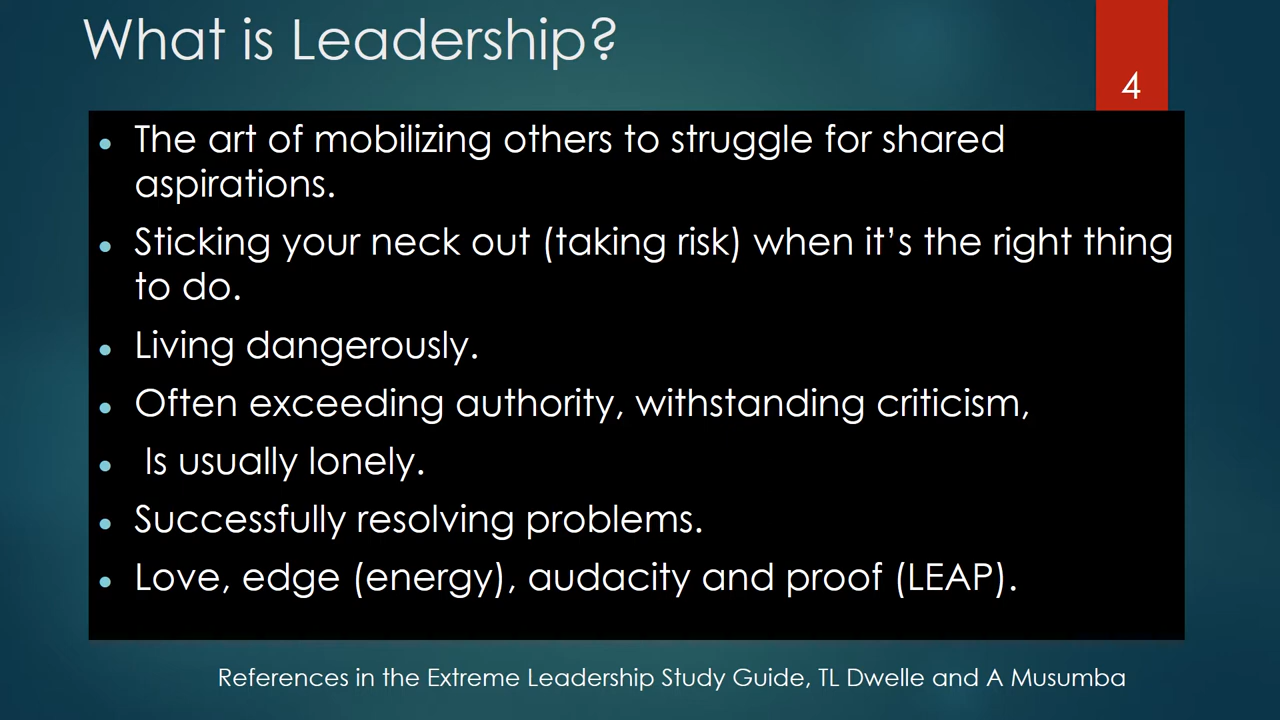 What is Leadership?
4
• The art of mobilizing others to struggle for shared
aspirations.
• Sticking your neck out (taking risk) when it’s the right thing
to do.
• Living dangerously.
• Often exceeding authority, withstanding criticism,
• Is usually lonely.
• Successfully resolving problems.
• Love, edge (energy), audacity and proof (LEAP).
References in the Extreme Leadership Study Guide, TL Dwelle and A Musumba